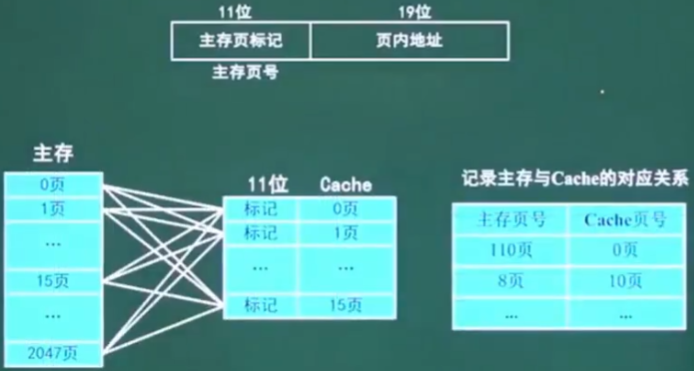 11位 19位
主存页标记 页内地址
主存页号
主存
0页
1页
...
15页
...
2047页
11位 Cache
标记 0页
标记 1页
... ...
标记 15页
记录主存与Cache的对应关系
主存页号 Cache页号
110页 0页
8页 10页
... ...